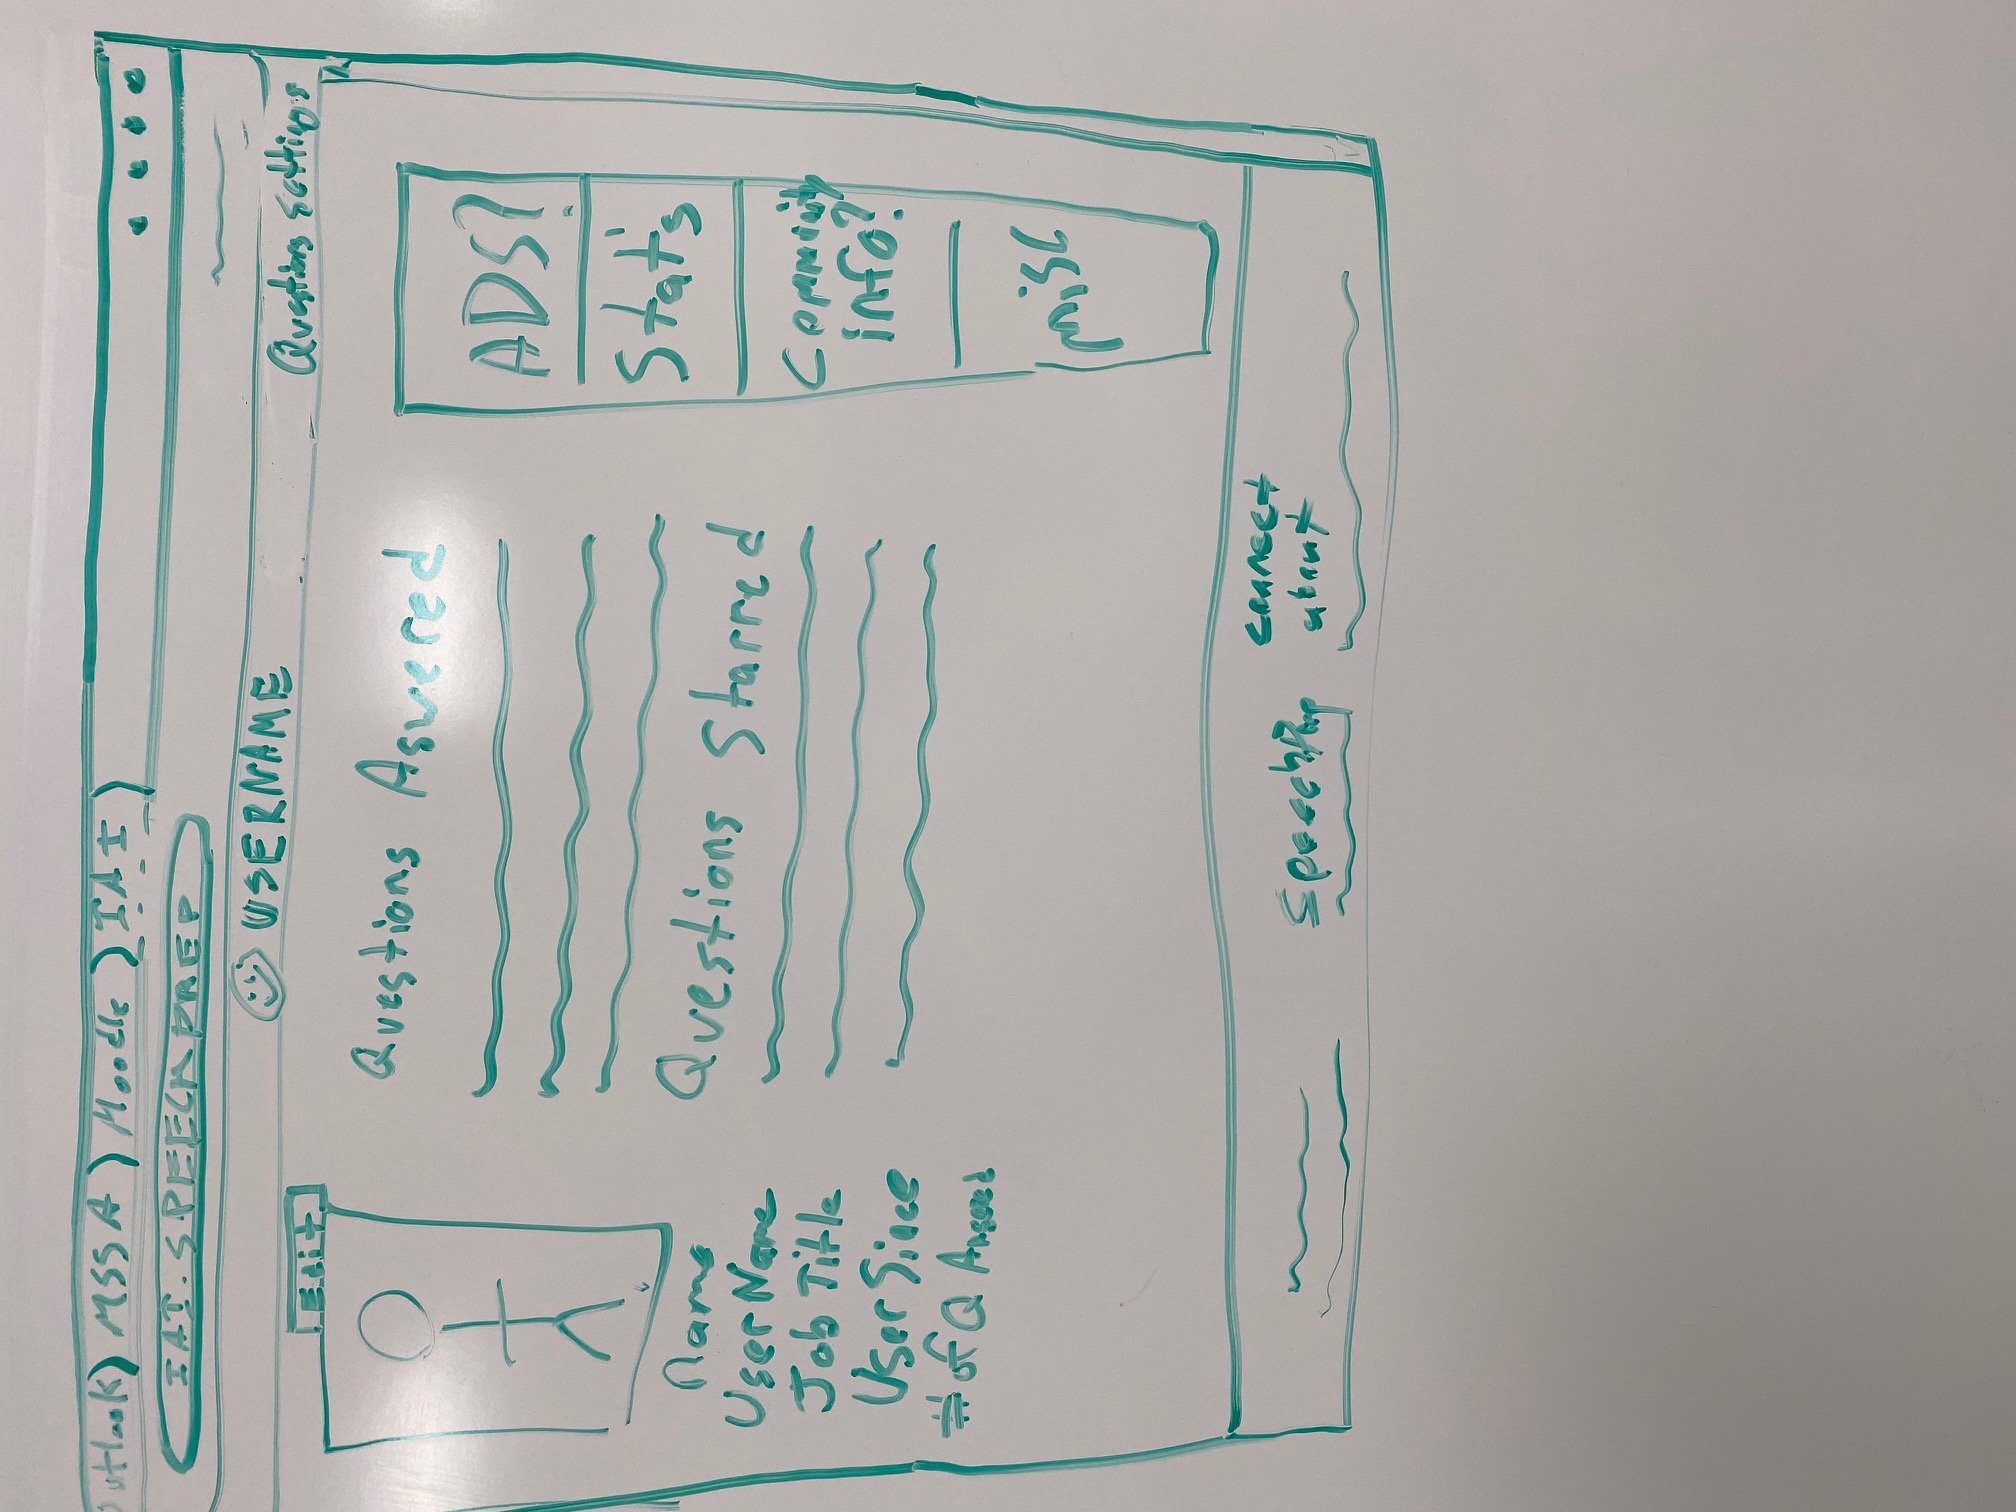 Outlook) MSSA) Moodle) IAI)
IAI.SPEECHPREP
USERNAME
Questions Settings
Edit
Name
UserName
Job Title
User Since
# of Q
Questions Aswered
Questions Starred
ADS?
Stat's
Community
info?
misc
SpeechPrep
connect
about